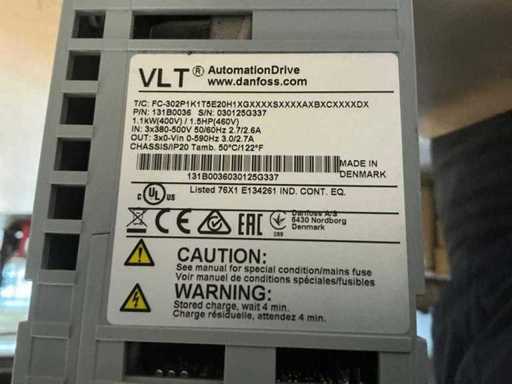 VLT® AutomationDrive
www.danfoss.com
T/C: FC-302P1K1T5E20H1XGXXXXSXXXXAXBXCXXXXDX
P/N: 131B0036 S/N: 030125G337
1.1kW(400V) / 1.5HP(460V)
IN: 3x380-500V 50/60Hz 2.7/2.6A
OUT: 3x0-Vin 0-590Hz 3.0/2.7A
CHASSIS/IP20 Tamb. 50°C/122°F
MADE IN
DENMARK
131B0036030125G337
Listed 76X1 E134261 IND. CONT. EQ.
Danfoss A/S
6430 Nordborg
Denmark
CAUTION:
See manual for special condition/mains fuse
Voir manuel de conditions spéciales/fusibles
WARNING:
Stored charge, wait 4 min.
Charge résiduelle, attendez 4 min.